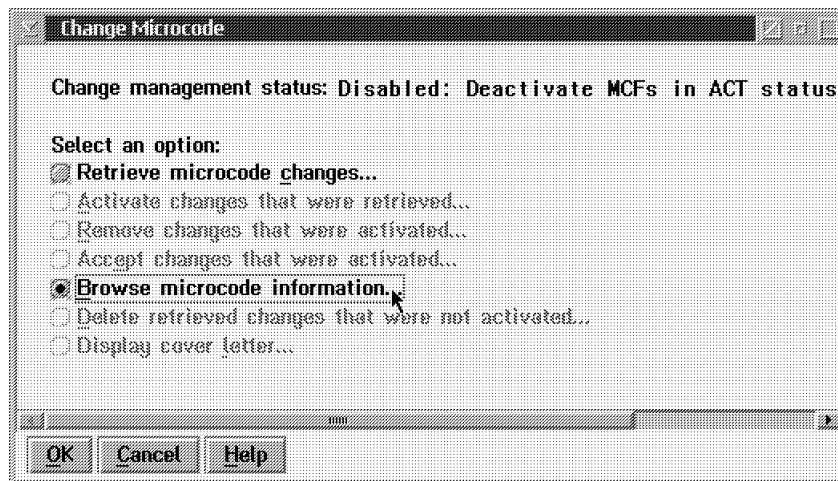 Change Microcode
Change management status: Disabled: Deactivate MCFs in ACT status
Select an option:
Retrieve microcode changes...
Activate changes that were retrieved...
Remove changes that were activated...
Accept changes that were activated...
Browse microcode information...
Delete retrieved changes that were not activated...
Display cover letter...
OK Cancel Help